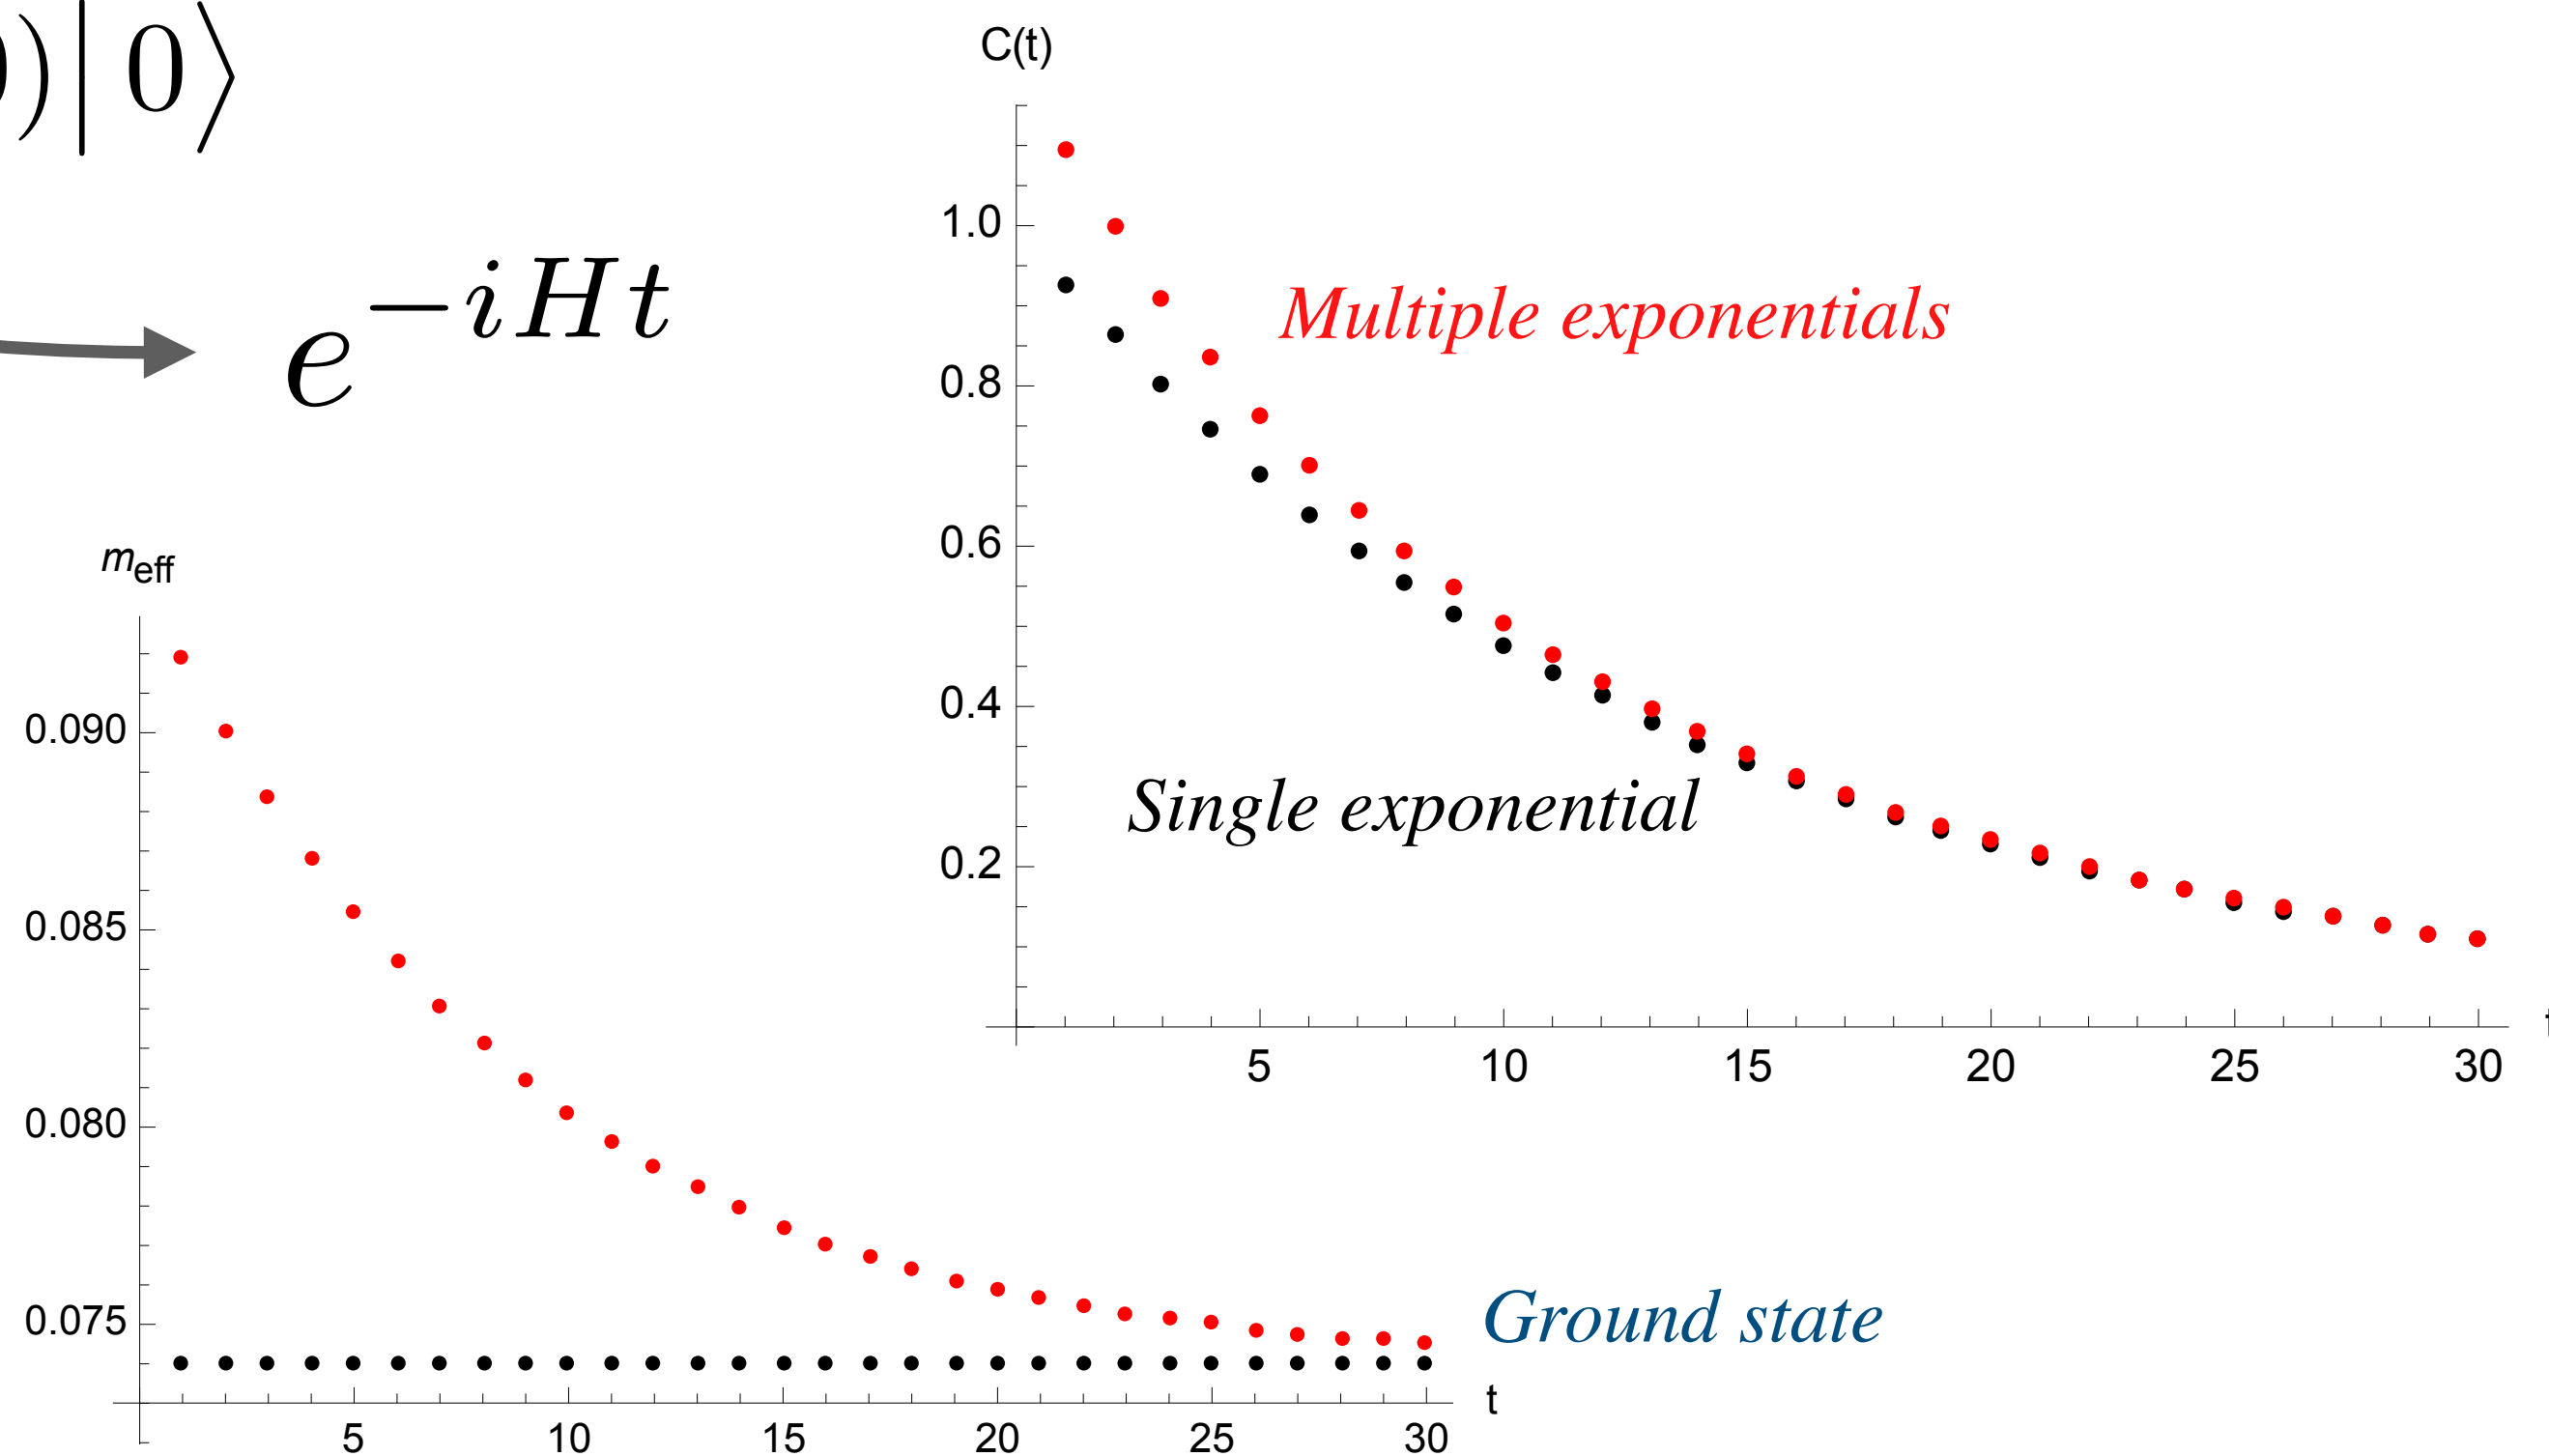 0)|0⟩
e^{-iHt}
C(t)
1.0
0.8
0.6
0.4
0.2
5 10 15 20 25 30
Multiple exponentials
Single exponential
m_eff
0.090
0.085
0.080
0.075
5 10 15 20 25 30
t
Ground state